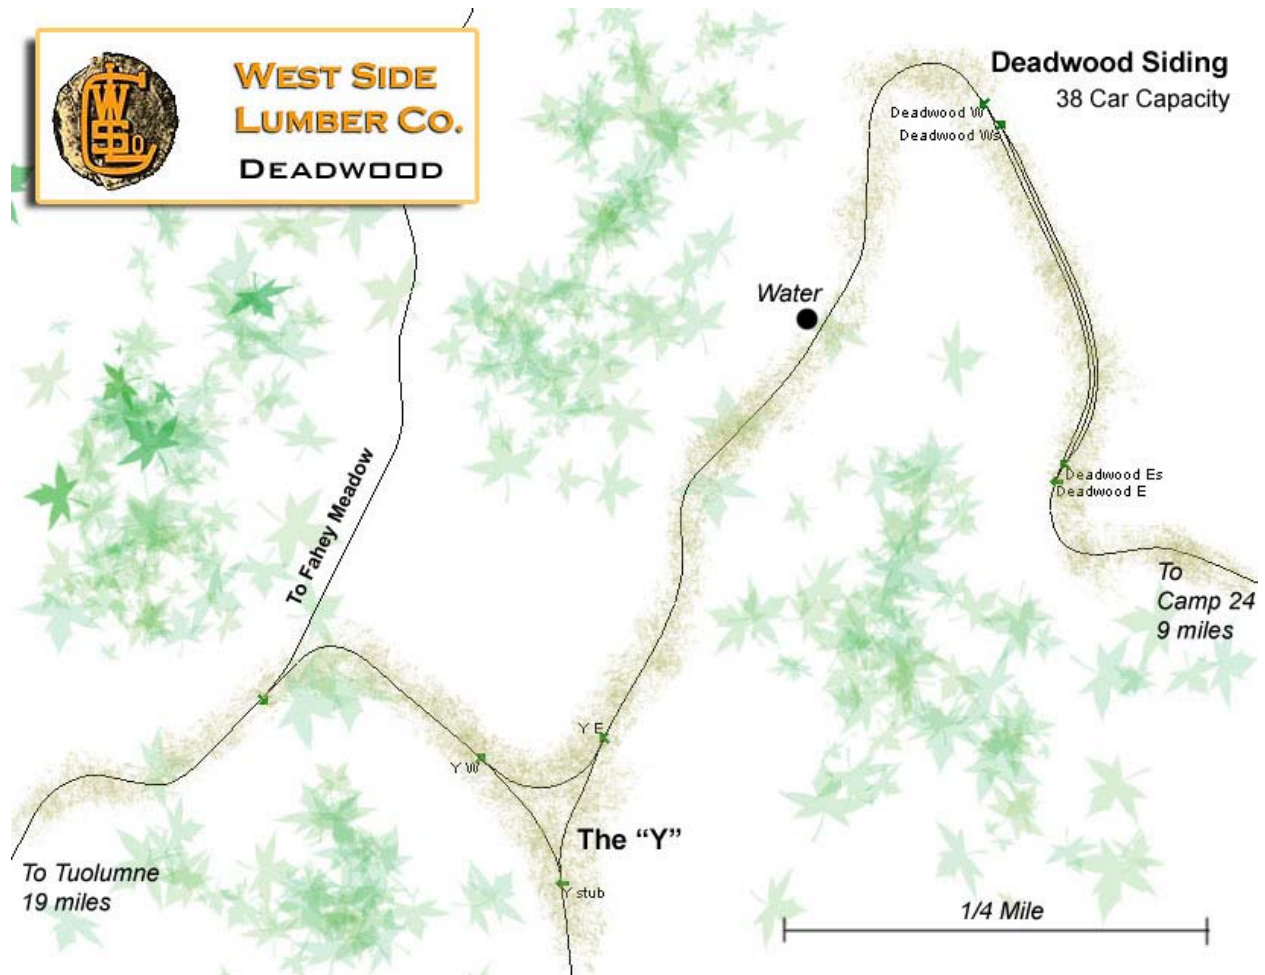 WEST SIDE
LUMBER CO.
DEADWOOD
Deadwood Siding
38 Car Capacity
Deadwood W
Deadwood Ws
Water
Deadwood Es
Deadwood E
To Fahey Meadow
To
Camp 24
9 miles
Y E
Y W
The “Y”
Y stub
To Tuolumne
19 miles
1/4 Mile